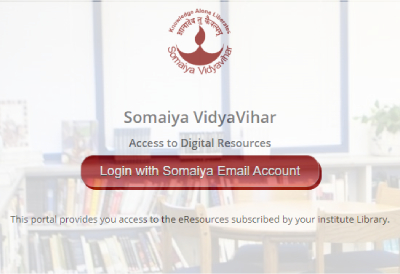 Knowledge Alone Liberates
ज्ञानादेव तु कैवल्यम्
Somaiya Vidyavihar
Somaiya VidyaVihar
Access to Digital Resources
Login with Somaiya Email Account
This portal provides you access to the eResources subscribed by your institute Library.